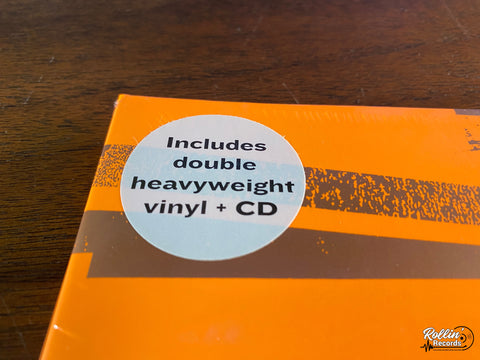 Includes
double
heavyweight
vinyl + CD
Rollin'
Records